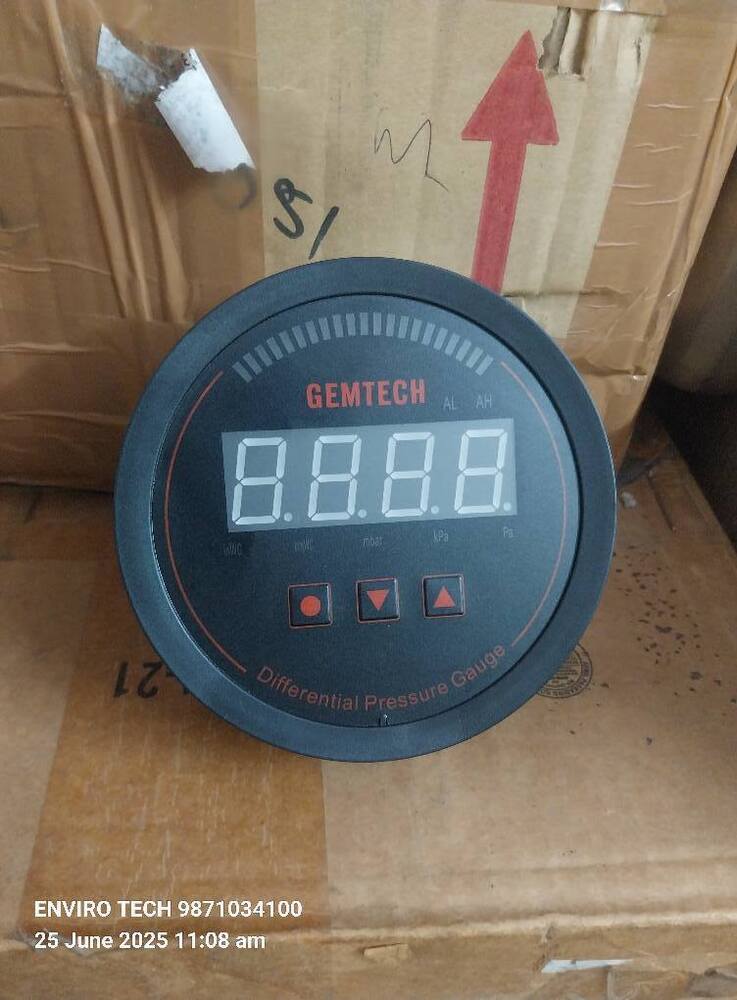 GEMTECH
AL AH
8.8.8.8.
mbar kPa Pa
Differential Pressure Gauge
ENVIRO TECH 9871034100
25 June 2025 11:08 am